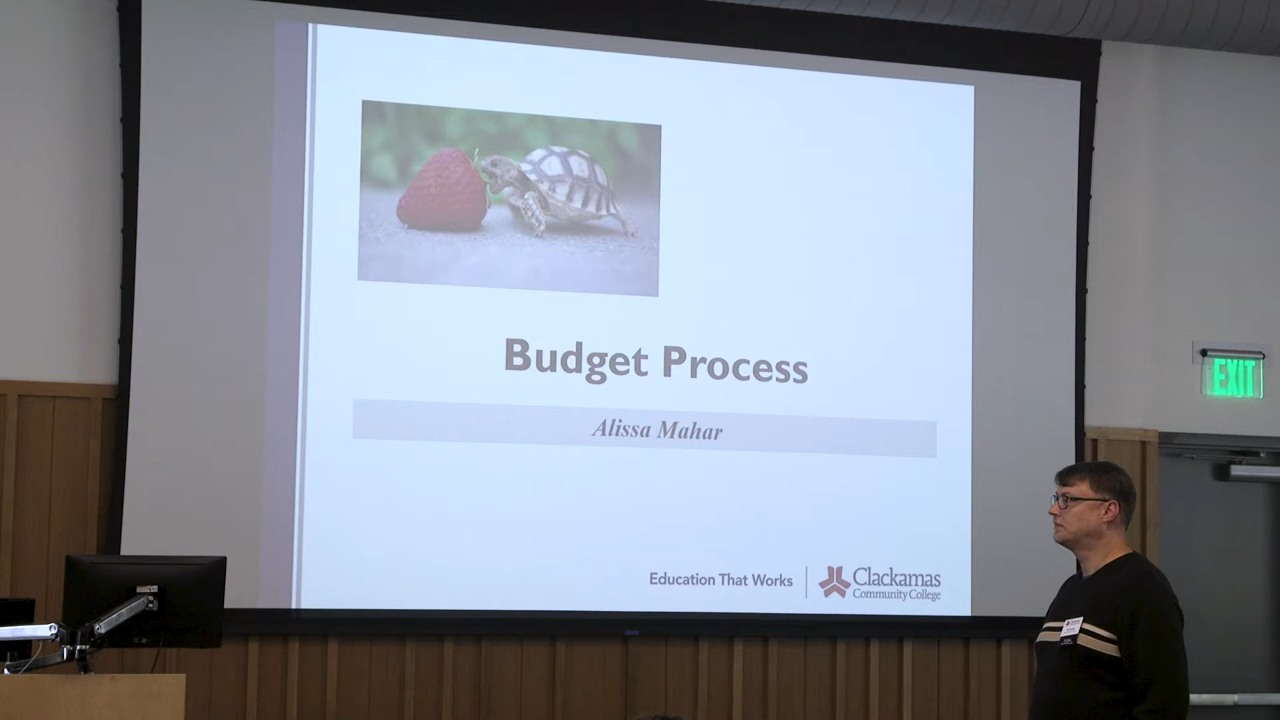 Budget Process
Alissa Mahar
Education That Works
Clackamas
Community College
EXIT